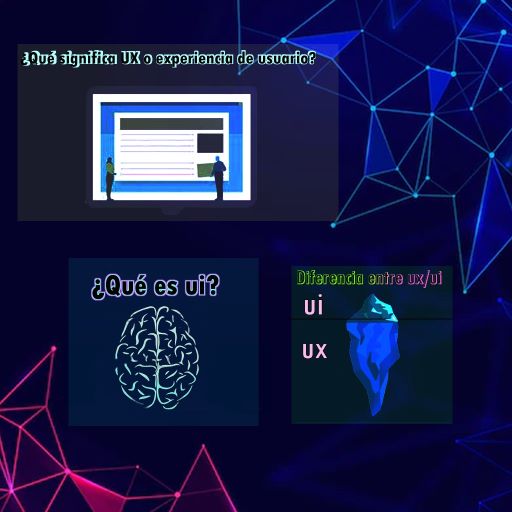 ¿Qué significa UX o experiencia de usuario?
¿Qué es ui?
Diferencia entre ux/ui
ui
ux